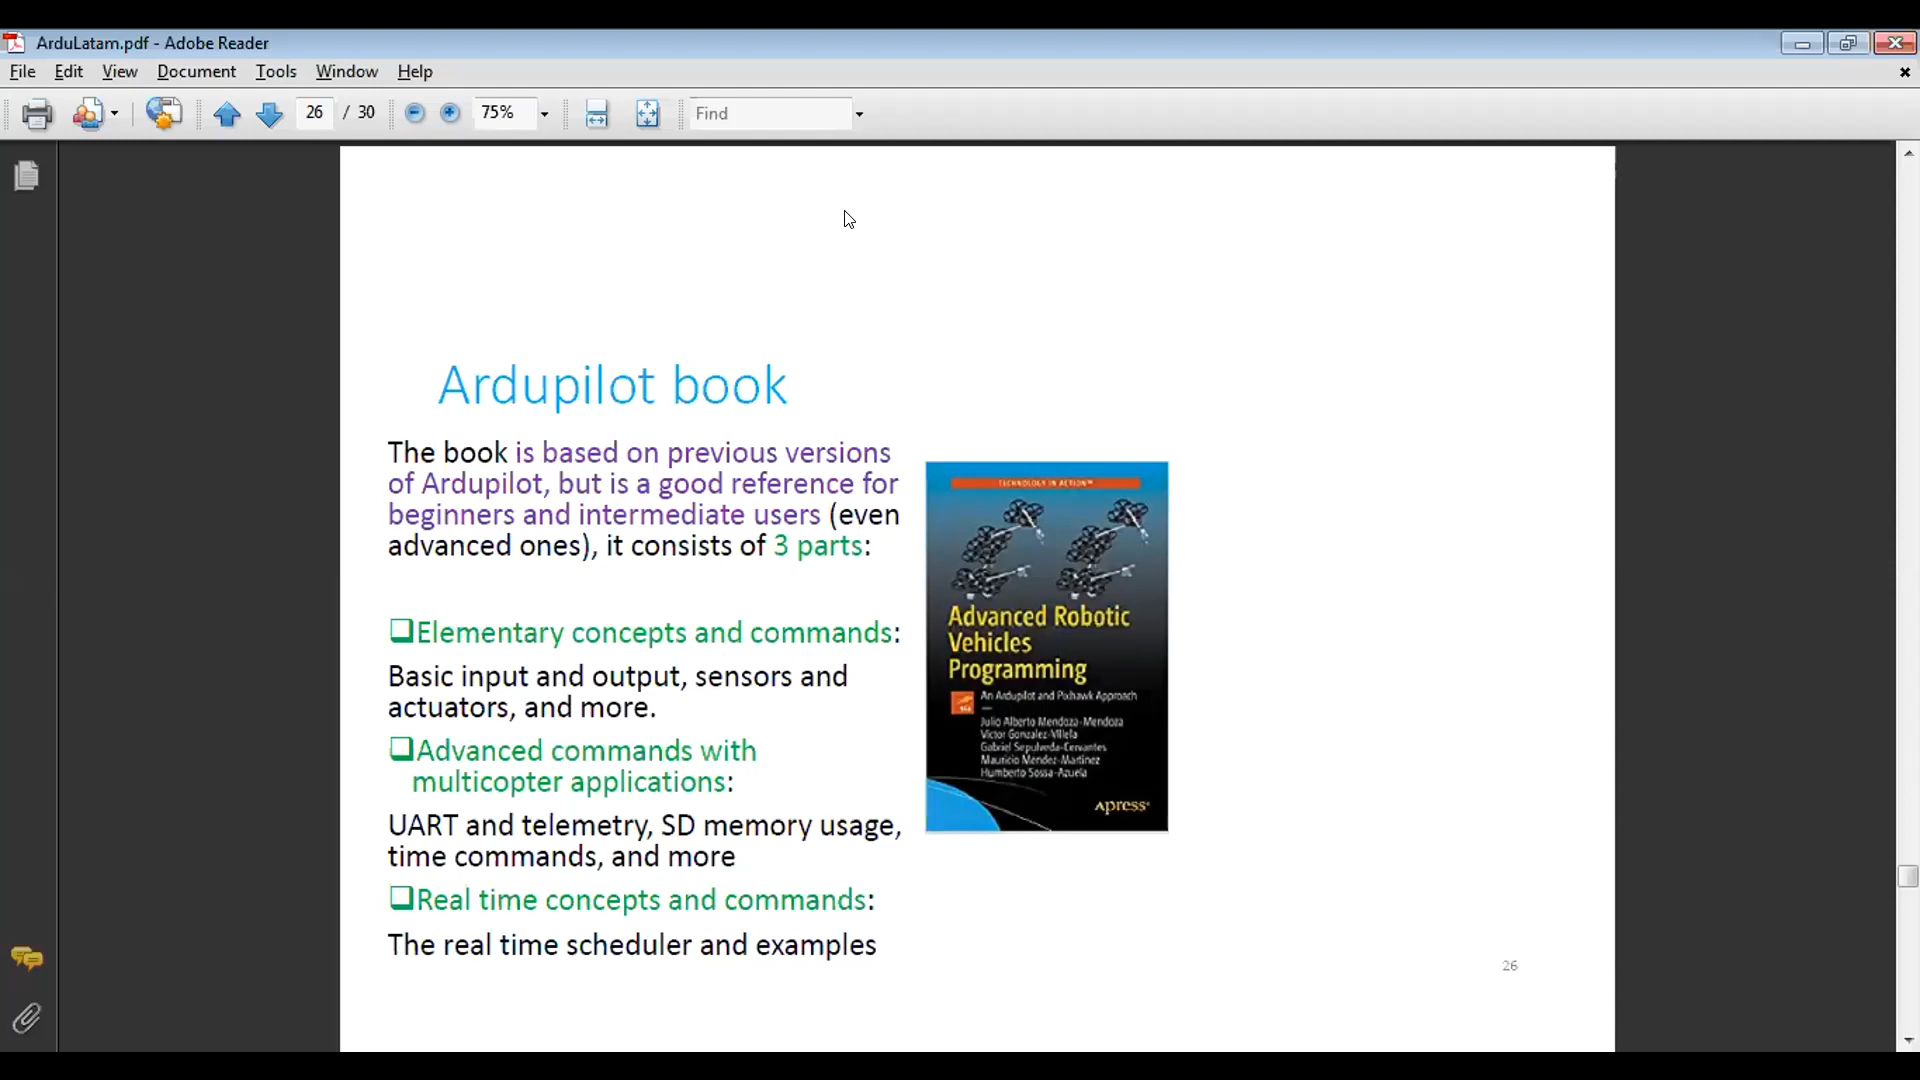 ArduLatam.pdf - Adobe Reader
File Edit View Document Tools Window Help
26 / 30 75% Find
Ardupilot book
The book is based on previous versions
of Ardupilot, but is a good reference for
beginners and intermediate users (even
advanced ones), it consists of 3 parts:
Elementary concepts and commands:
Basic input and output, sensors and
actuators, and more.
Advanced commands with
multicopter applications:
UART and telemetry, SD memory usage,
time commands, and more
Real time concepts and commands:
The real time scheduler and examples
TECHNOLOGY IN ACTION™
Advanced Robotic
Vehicles
Programming
An Ardupilot and Pixhawk Approach
—
Julio Alberto Mendoza-Mendoza
Victor Gonzalez-Villela
Gabriel Sepulveda-Cervantes
Mauricio Mendez-Martinez
Humberto Sossa-Azuela
Apress®
26